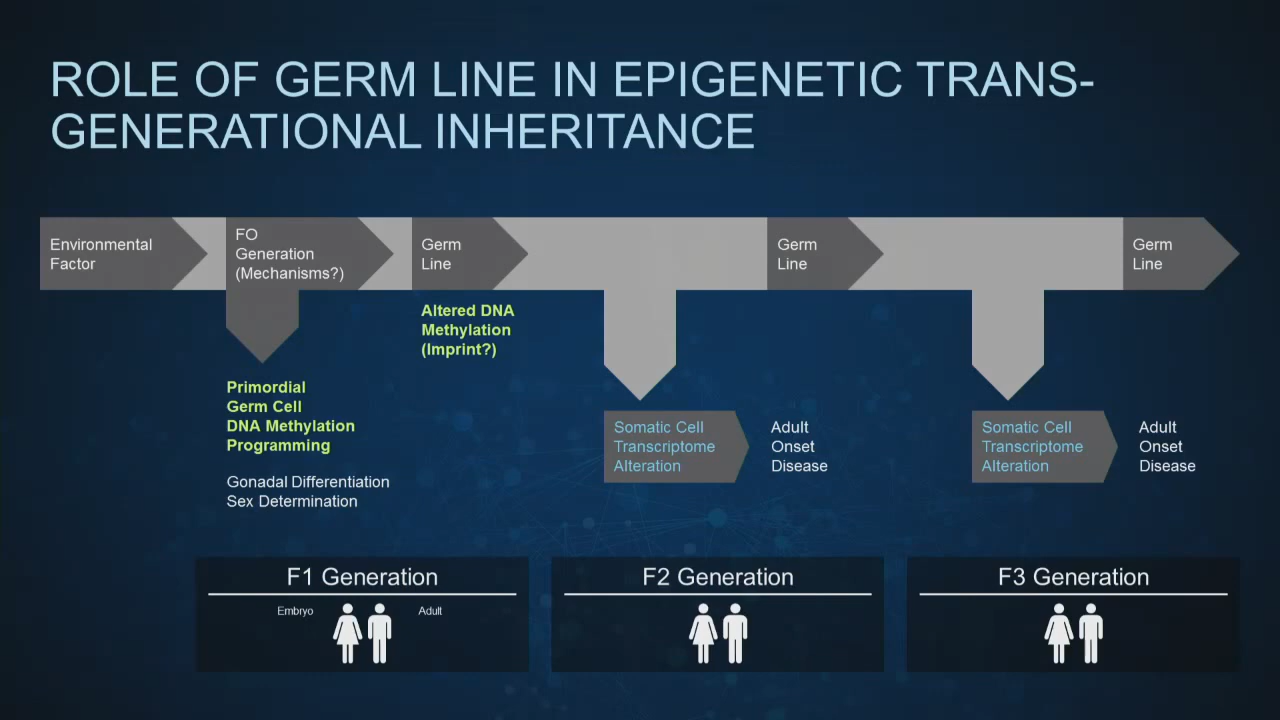 ROLE OF GERM LINE IN EPIGENETIC TRANS-
GENERATIONAL INHERITANCE
Environmental
Factor
FO
Generation
(Mechanisms?)
Germ
Line
Germ
Line
Germ
Line
Altered DNA
Methylation
(Imprint?)
Primordial
Germ Cell
DNA Methylation
Programming
Gonadal Differentiation
Sex Determination
Somatic Cell
Transcriptome
Alteration
Adult
Onset
Disease
Somatic Cell
Transcriptome
Alteration
Adult
Onset
Disease
F1 Generation
Embryo
Adult
F2 Generation
F3 Generation